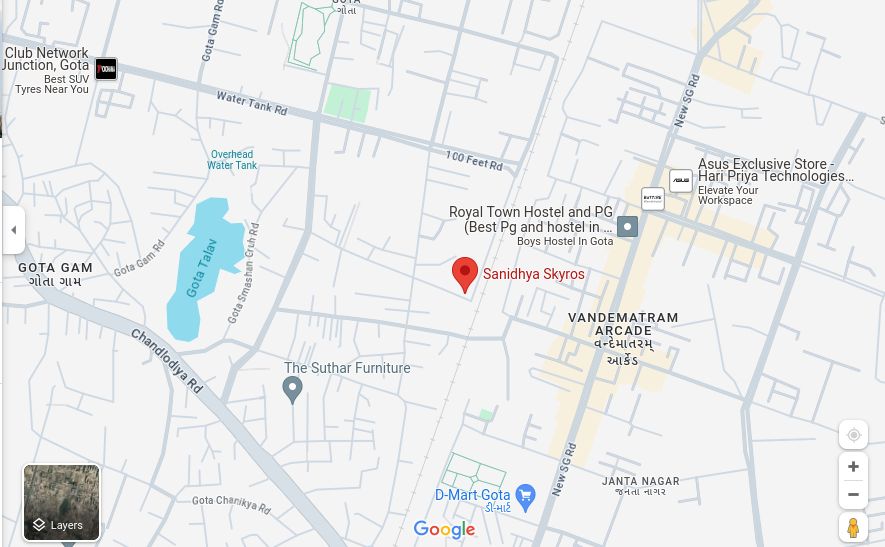 GOTA
ગોતા
Gota Gam Rd
Club Network
Junction, Gota
Best SUV
Tyres Near You
Water Tank Rd
New SG Rd
Overhead
Water Tank
100 Feet Rd
Asus Exclusive Store -
Hari Priya Technologies...
Elevate Your
Workspace
ASUS
Royal Town Hostel and PG
(Best Pg and hostel in ...
Boys Hostel In Gota
Gota Talav
Gota Gam Rd
Gota Smashan Gruh Rd
GOTA GAM
ગોતા ગામ
Sanidhya Skyros
VANDEMATRAM
ARCADE
વન્દેમાતરમ્
આર્કેડ
Chandlodiya Rd
The Suthar Furniture
New SG Rd
JANTA NAGAR
જનતા નગર
D-Mart Gota
ડી-માર્ટ
Gota Chanikya Rd
Layers
Google